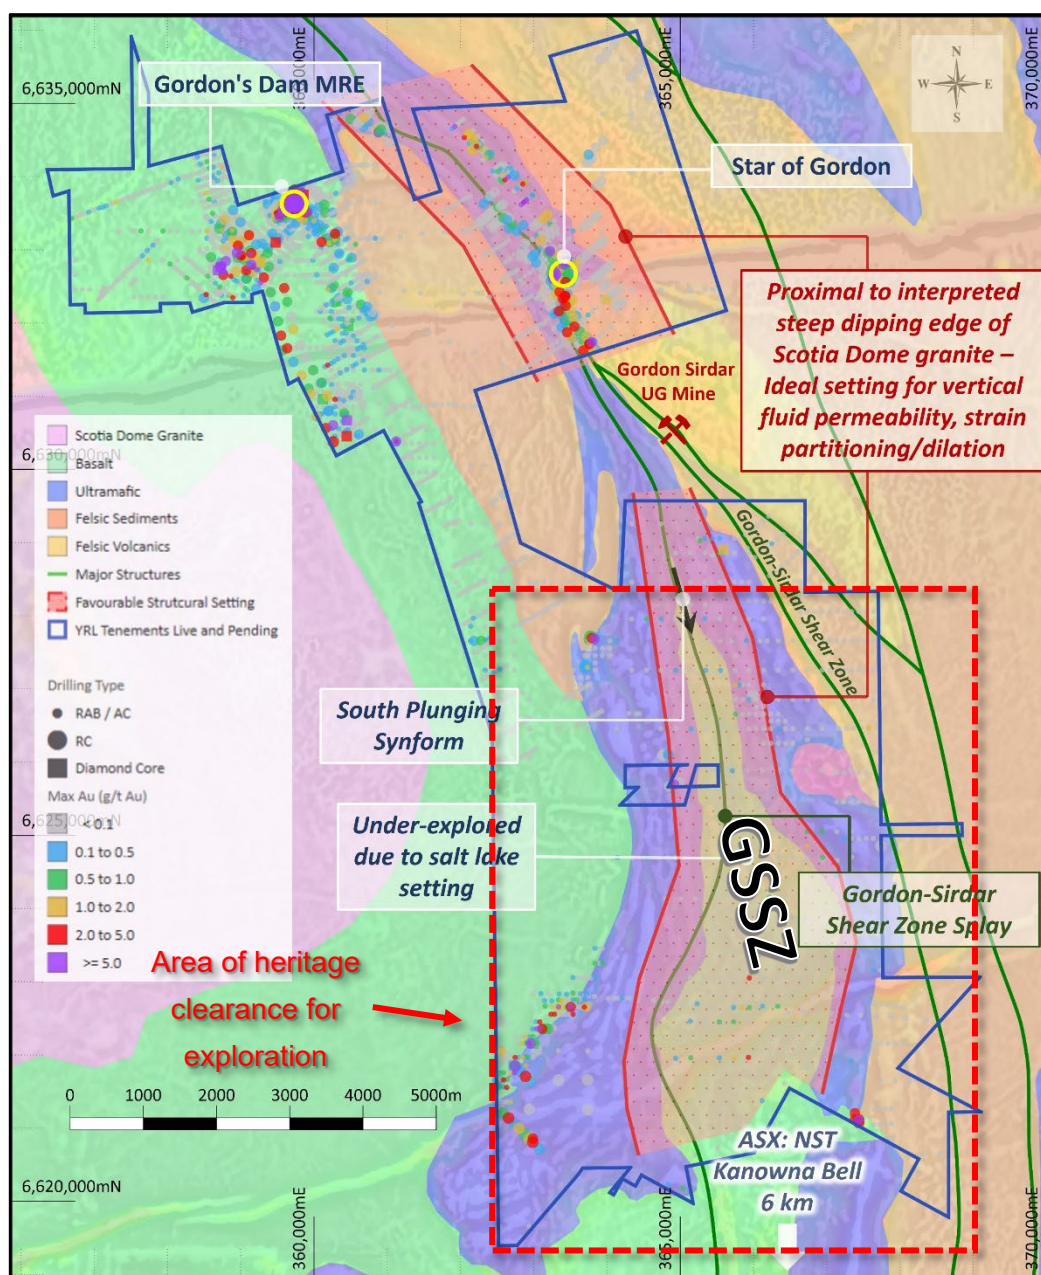 6,635,000mN
360,000mE
365,000mE
370,000mE
N
W E
S
Gordon's Dam MRE
Star of Gordon
Proximal to interpreted
steep dipping edge of
Scotia Dome granite –
Ideal setting for vertical
fluid permeability, strain
partitioning/dilation
Gordon Sirdar
UG Mine
Scotia Dome Granite
Basalt
6,630,000mN
Ultramafic
Felsic Sediments
Felsic Volcanics
Major Structures
Favourable Strutcural Setting
YRL Tenements Live and Pending
Drilling Type
RAB / AC
RC
Diamond Core
Max Au (g/t Au)
< 0.1
6,625,000mN
0.1 to 0.5
0.5 to 1.0
1.0 to 2.0
2.0 to 5.0
>= 5.0
Gordon-Sirdar Shear Zone
South Plunging
Synform
Under-explored
due to salt lake
setting
GSSZ
Gordon-Sirdar
Shear Zone Splay
Area of heritage
clearance for
exploration
0 1000 2000 3000 4000 5000m
ASX: NST
Kanowna Bell
6 km
6,620,000mN
360,000mE
365,000mE
370,000mE